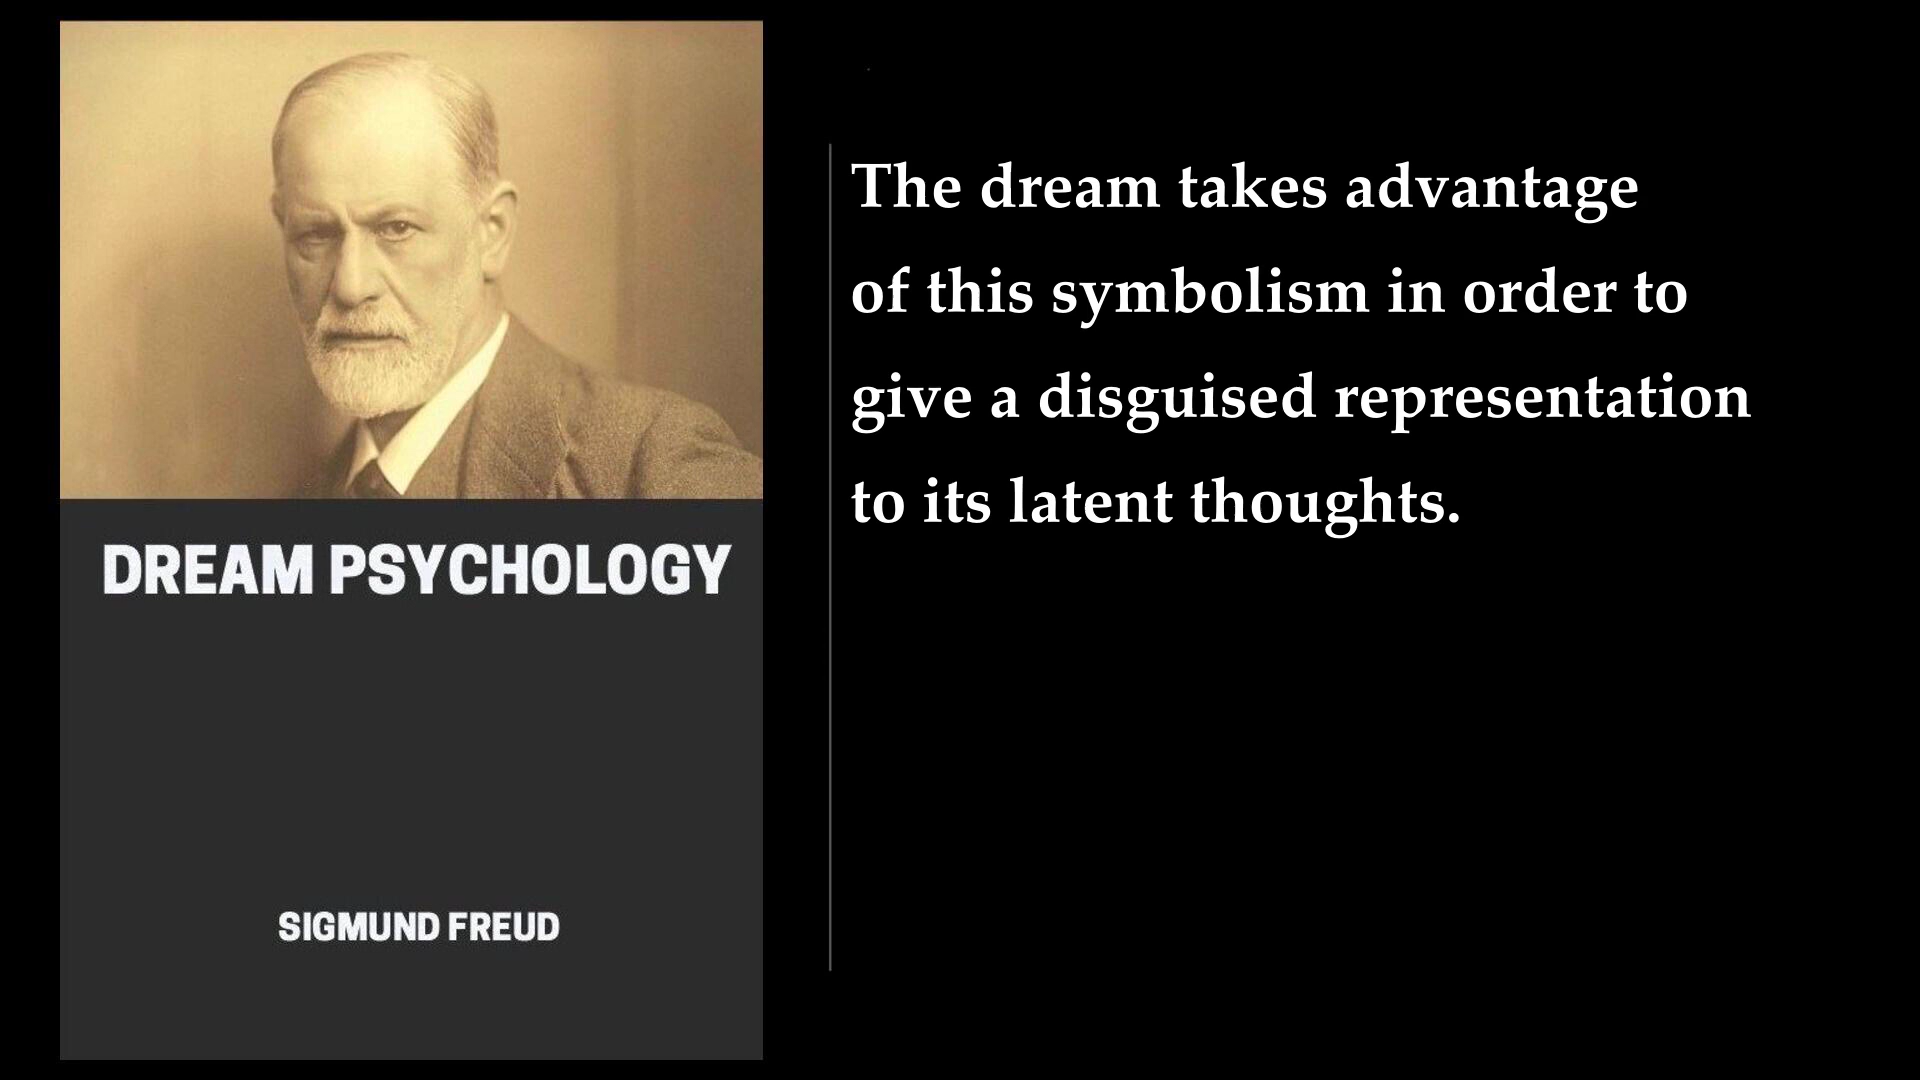 DREAM PSYCHOLOGY
SIGMUND FREUD
The dream takes advantage
of this symbolism in order to
give a disguised representation
to its latent thoughts.